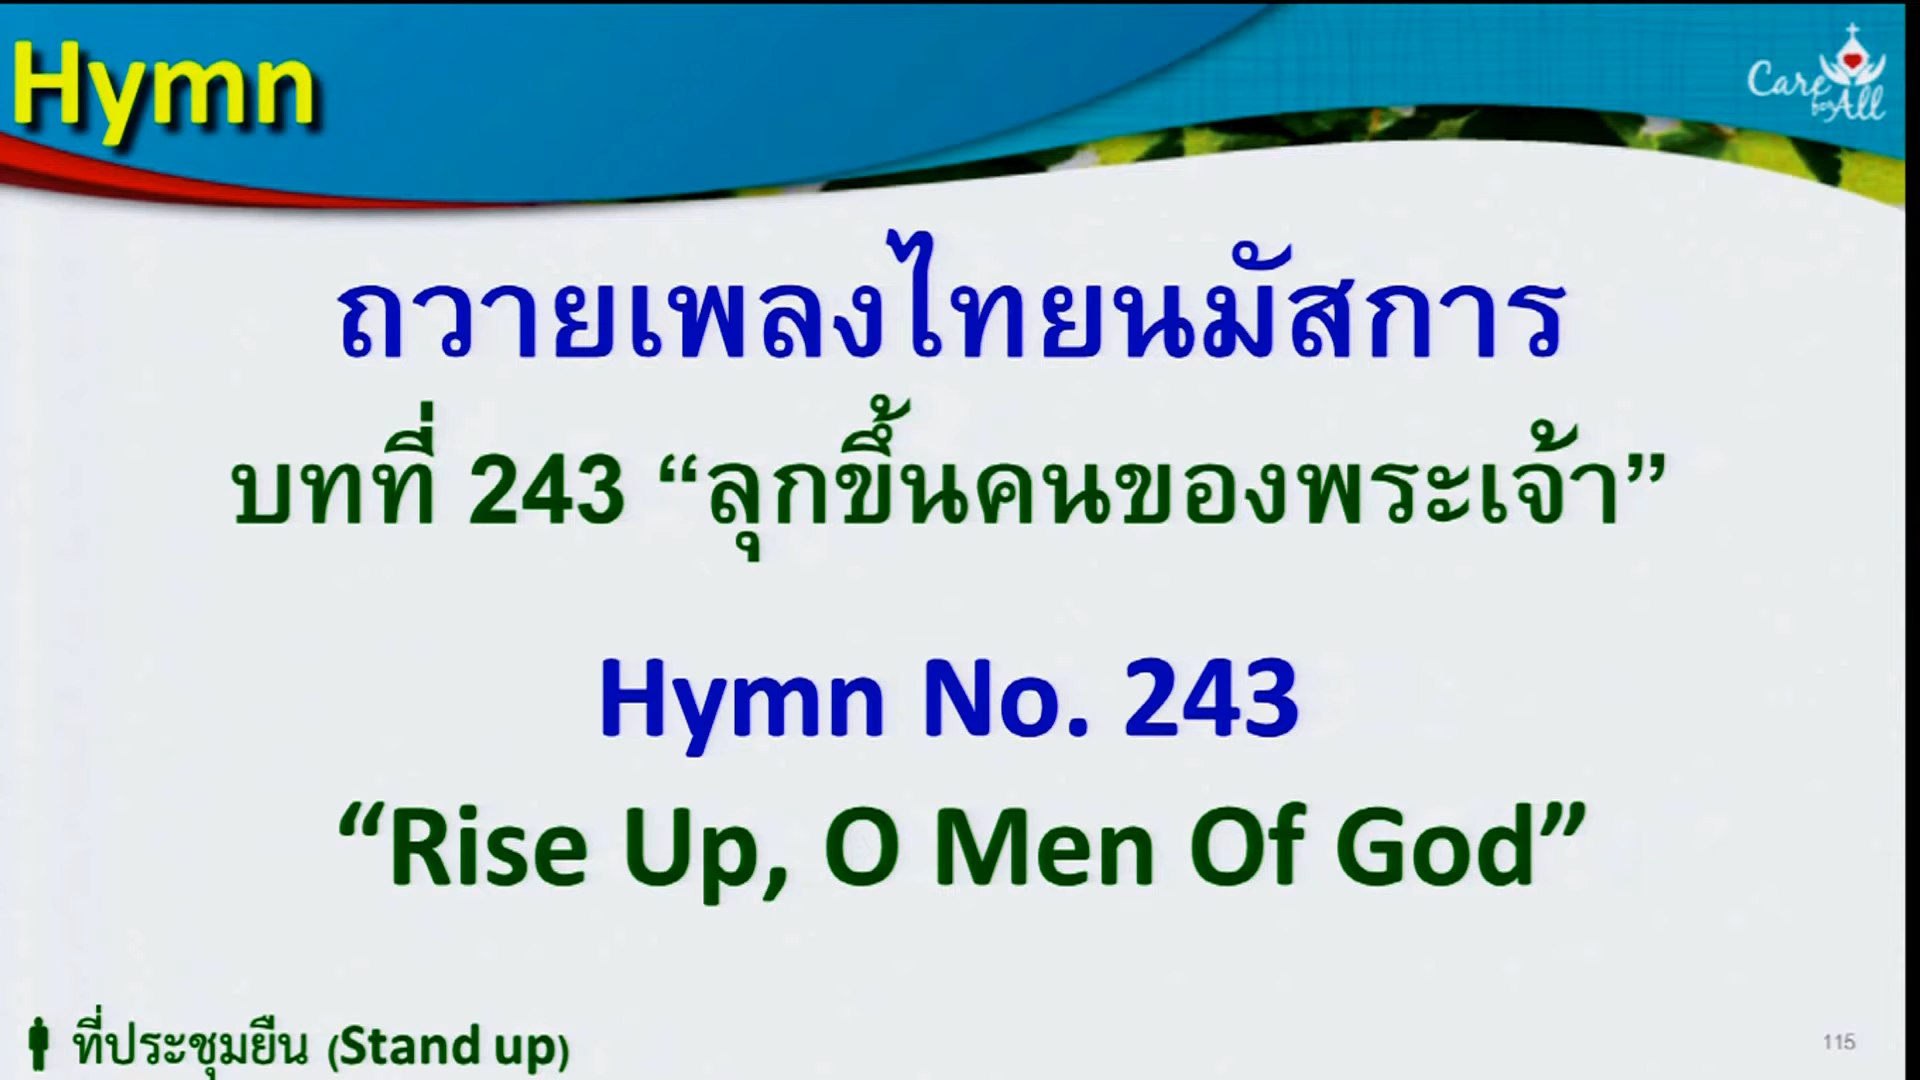 Hymn
Care
for All
ถวายเพลงไทยนมัสการ
บทที่ 243 “ลุกขึ้นคนของพระเจ้า”
Hymn No. 243
“Rise Up, O Men Of God”
ที่ประชุมยืน (Stand up)
115